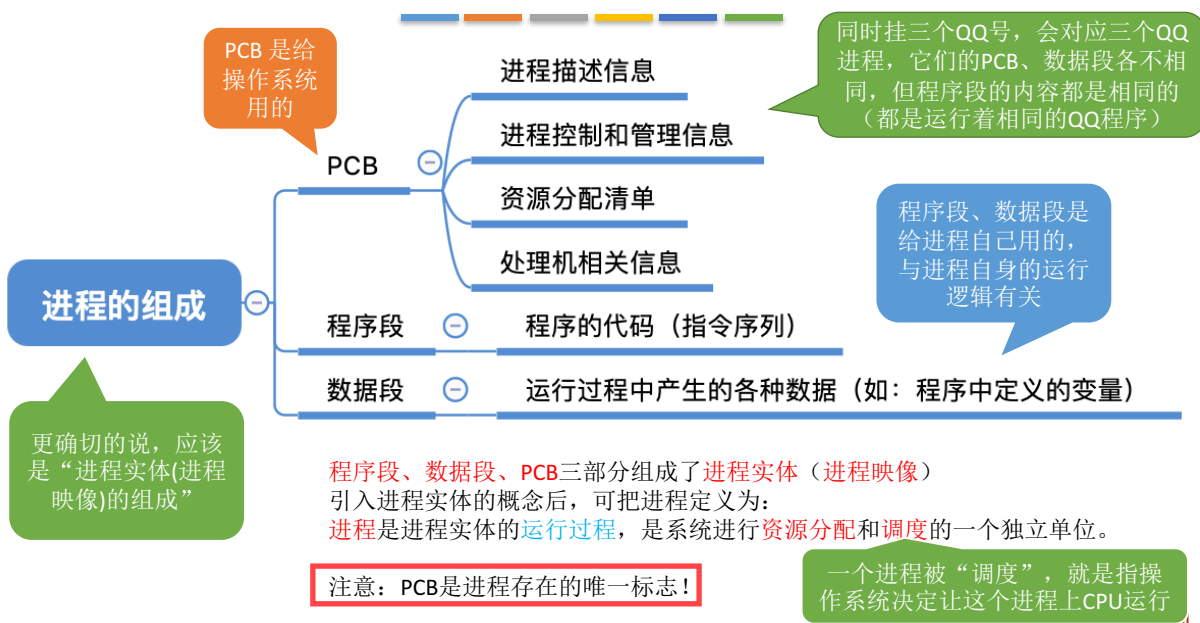 PCB 是给
操作系统
用的
进程描述信息
同时挂三个QQ号，会对应三个QQ
进程，它们的PCB、数据段各不相
同，但程序段的内容都是相同的
（都是运行着相同的QQ程序）
进程控制和管理信息
PCB
资源分配清单
处理机相关信息
程序段、数据段是
给进程自己用的，
与进程自身的运行
逻辑有关
进程的组成
程序段
程序的代码（指令序列）
数据段
运行过程中产生的各种数据（如：程序中定义的变量）
更确切的说，应该
是“进程实体(进程
映像)的组成”
程序段、数据段、PCB三部分组成了进程实体（进程映像）
引入进程实体的概念后，可把进程定义为：
进程是进程实体的运行过程，是系统进行资源分配和调度的一个独立单位。
注意：PCB是进程存在的唯一标志！
一个进程被“调度”，就是指操
作系统决定让这个进程上CPU运行